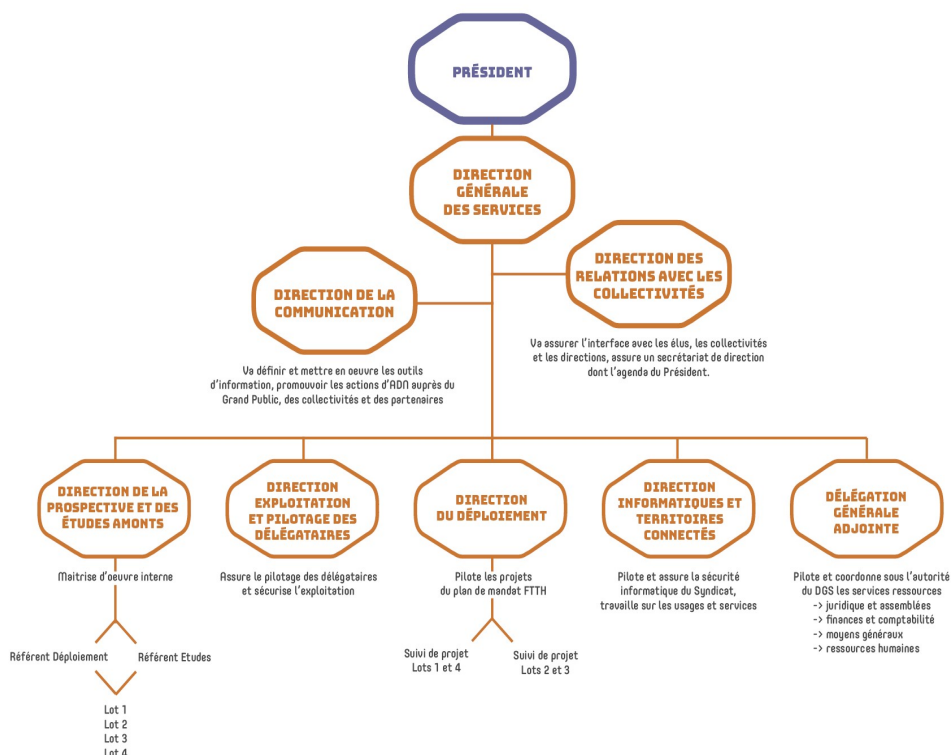 PRÉSIDENT
DIRECTION
GÉNÉRALE
DES SERVICES
DIRECTION DES
RELATIONS AVEC LES
COLLECTIVITÉS
DIRECTION DE LA
COMMUNICATION
Va assurer l'interface avec les élus, les collectivités
et les directions, assure un secrétariat de direction
dont l'agenda du Président.
Va définir et mettre en oeuvre les outils
d'information, promouvoir les actions d'ADN auprès du
Grand Public, des collectivités et des partenaires
DIRECTION DE LA
PROSPECTIVE ET DES
ÉTUDES AMONTS
Maitrise d'oeuvre interne
Référent Déploiement
Référent Etudes
Lot 1
Lot 2
Lot 3
Lot 4
DIRECTION
EXPLOITATION
ET PILOTAGE DES
DÉLÉGATAIRES
Assure le pilotage des délégataires
et sécurise l'exploitation
DIRECTION
DU DÉPLOIEMENT
Pilote les projets
du plan de mandat FTTH
Suivi de projet
Lots 1 et 4
Suivi de projet
Lots 2 et 3
DIRECTION
INFORMATIQUES ET
TERRITOIRES
CONNECTÉS
Pilote et assure la sécurité
informatique du Syndicat,
travaille sur les usages et services
DÉLÉGATION
GÉNÉRALE
ADJOINTE
Pilote et coordonne sous l'autorité
du DGS les services ressources
-> juridique et assemblées
-> finances et comptabilité
-> moyens généraux
-> ressources humaines